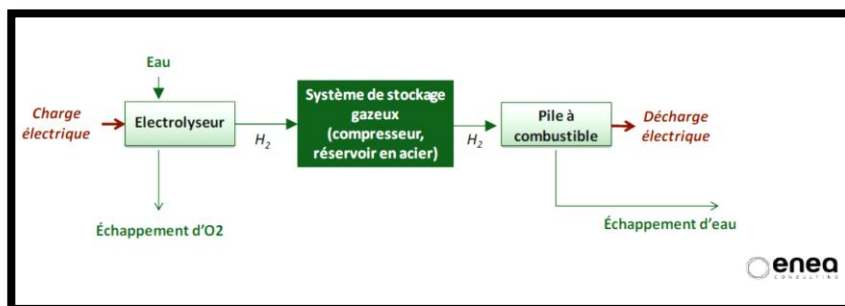 Eau
Charge
électrique
Electrolyseur
H2
Système de stockage
gazeux
(compresseur,
réservoir en acier)
H2
Pile à
combustible
Décharge
électrique
Échappement d'O2
Échappement d'eau
enea
CONSULTING